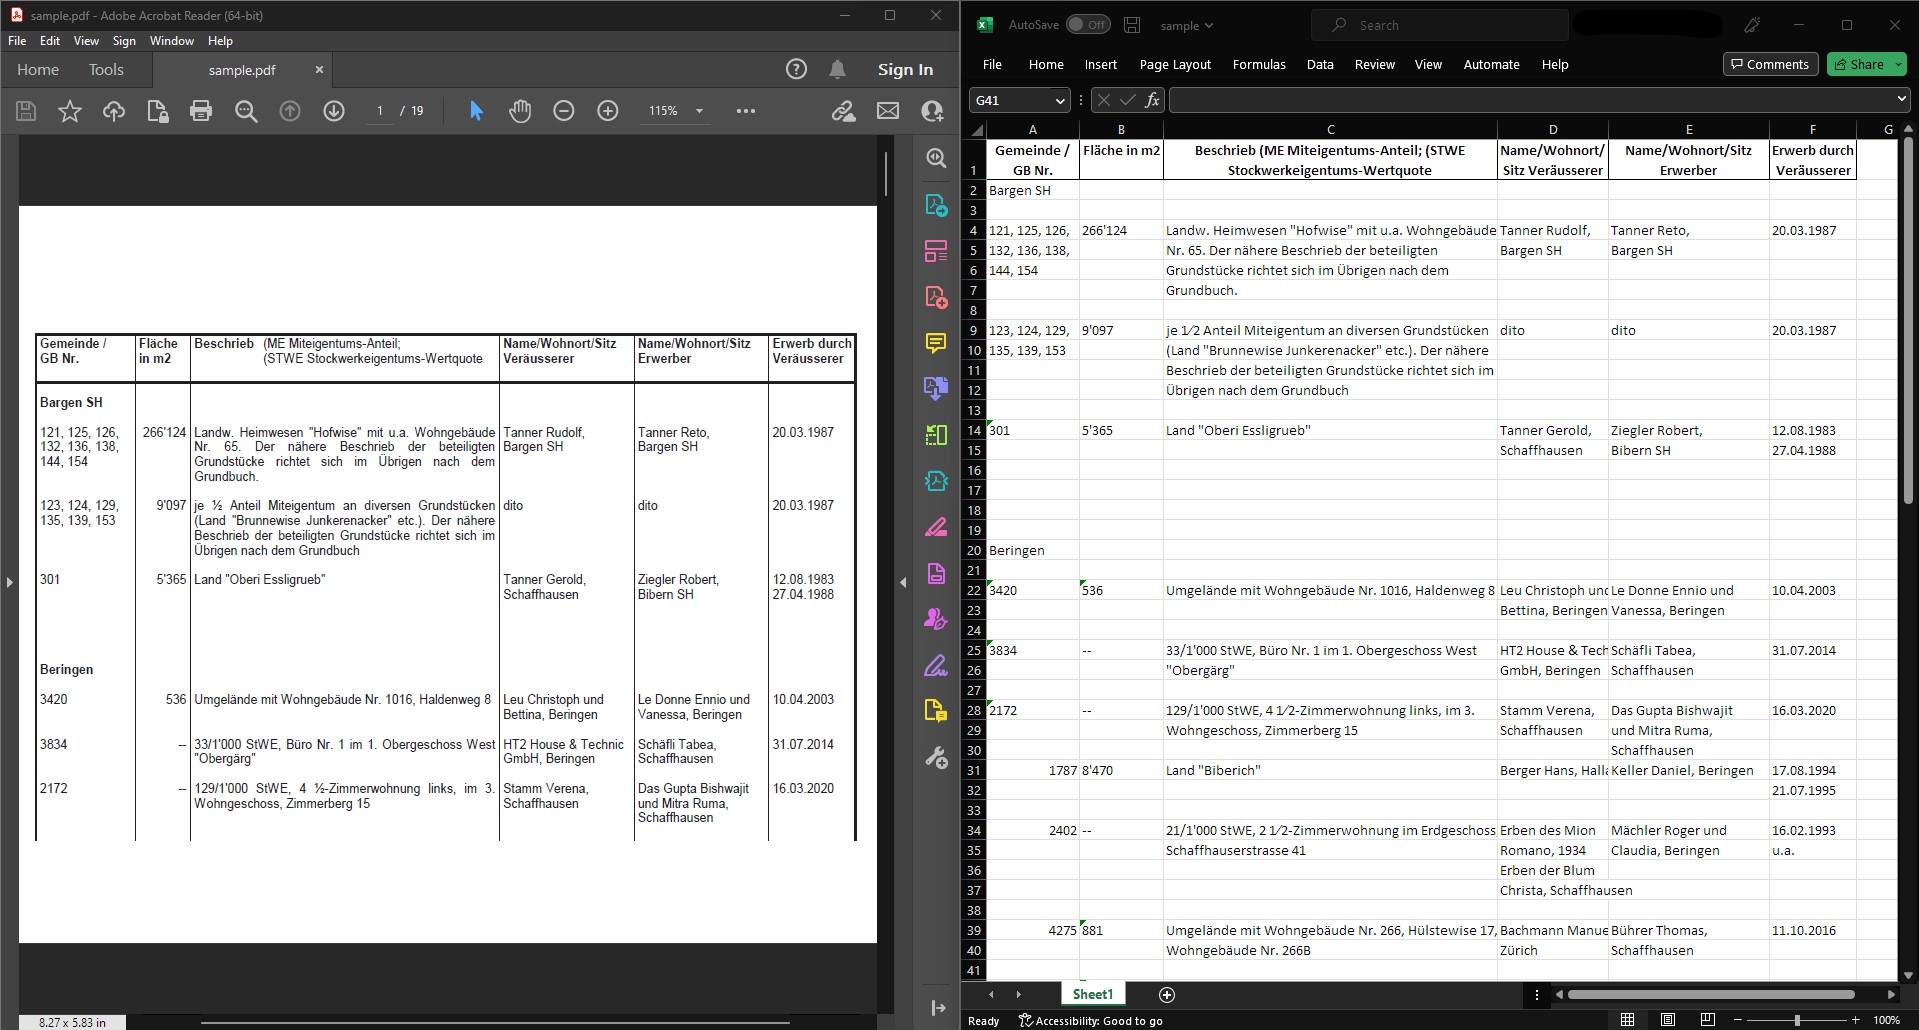 sample.pdf - Adobe Acrobat Reader (64-bit)
File Edit View Sign Window Help
Home Tools sample.pdf × Sign In
1 / 19 115%
Gemeinde / GB Nr. Fläche in m2 Beschrieb (ME Miteigentums-Anteil; (STWE Stockwerkeigentums-Wertquote Name/Wohnort/Sitz Veräusserer Name/Wohnort/Sitz Erwerber Erwerb durch Veräusserer
Bargen SH
121, 125, 126, 266'124 Landw. Heimwesen "Hofwise" mit u.a. Wohngebäude Tanner Rudolf, Tanner Reto, 20.03.1987
132, 136, 138, Nr. 65. Der nähere Beschrieb der beteiligten Bargen SH Bargen SH
144, 154 Grundstücke richtet sich im Übrigen nach dem
Grundbuch.
123, 124, 129, 9'097 je ½ Anteil Miteigentum an diversen Grundstücken dito dito 20.03.1987
135, 139, 153 (Land "Brunnewise Junkerenacker" etc.). Der nähere
Beschrieb der beteiligten Grundstücke richtet sich im
Übrigen nach dem Grundbuch
301 5'365 Land "Oberi Essligrueb" Tanner Gerold, Ziegler Robert, 12.08.1983
Schaffhausen Bibern SH 27.04.1988
Beringen
3420 536 Umgelände mit Wohngebäude Nr. 1016, Haldenweg 8 Leu Christoph und Le Donne Ennio und 10.04.2003
Bettina, Beringen Vanessa, Beringen
3834 -- 33/1'000 StWE, Büro Nr. 1 im 1. Obergeschoss West HT2 House & Technic Schäfli Tabea, 31.07.2014
"Obergärg" GmbH, Beringen Schaffhausen
2172 -- 129/1'000 StWE, 4 ½-Zimmerwohnung links, im 3. Stamm Verena, Das Gupta Bishwajit 16.03.2020
Wohngeschoss, Zimmerberg 15 Schaffhausen und Mitra Ruma,
Schaffhausen
8.27 x 5.83 in
AutoSave Off sample Search
File Home Insert Page Layout Formulas Data Review View Automate Help Comments Share
G41 fx
A B C D E F G
1 Gemeinde / GB Nr. Fläche in m2 Beschrieb (ME Miteigentums-Anteil; (STWE Stockwerkeigentums-Wertquote Name/Wohnort/ Sitz Veräusserer Name/Wohnort/Sitz Erwerber Erwerb durch Veräusserer
2 Bargen SH
3
4 121, 125, 126, 266'124 Landw. Heimwesen "Hofwise" mit u.a. Wohngebäude Tanner Rudolf, Tanner Reto, 20.03.1987
5 132, 136, 138, Nr. 65. Der nähere Beschrieb der beteiligten Bargen SH Bargen SH
6 144, 154 Grundstücke richtet sich im Übrigen nach dem
7 Grundbuch.
8
9 123, 124, 129, 9'097 je 1⁄2 Anteil Miteigentum an diversen Grundstücken dito dito 20.03.1987
10 135, 139, 153 (Land "Brunnewise Junkerenacker" etc.). Der nähere
11 Beschrieb der beteiligten Grundstücke richtet sich im
12 Übrigen nach dem Grundbuch
13
14 301 5'365 Land "Oberi Essligrueb" Tanner Gerold, Ziegler Robert, 12.08.1983
15 Schaffhausen Bibern SH 27.04.1988
16
17
18
19
20 Beringen
21
22 3420 536 Umgelände mit Wohngebäude Nr. 1016, Haldenweg 8 Leu Christoph und Le Donne Ennio und 10.04.2003
23 Bettina, Beringen Vanessa, Beringen
24
25 3834 -- 33/1'000 StWE, Büro Nr. 1 im 1. Obergeschoss West HT2 House & Tech Schäfli Tabea, 31.07.2014
26 "Obergärg" GmbH, Beringen Schaffhausen
27
28 2172 -- 129/1'000 StWE, 4 1⁄2-Zimmerwohnung links, im 3. Stamm Verena, Das Gupta Bishwajit 16.03.2020
29 Wohngeschoss, Zimmerberg 15 Schaffhausen und Mitra Ruma,
30 Schaffhausen
31 1787 8'470 Land "Biberich" Berger Hans, Halla Keller Daniel, Beringen 17.08.1994
32 21.07.1995
33
34 2402 -- 21/1'000 StWE, 2 1⁄2-Zimmerwohnung im Erdgeschoss Erben des Mion Mächler Roger und 16.02.1993
35 Schaffhauserstrasse 41 Romano, 1934 Claudia, Beringen u.a.
36 Erben der Blum
37 Christa, Schaffhausen
38
39 4275 881 Umgelände mit Wohngebäude Nr. 266, Hülstewise 17, Bachmann Manue Bührer Thomas, 11.10.2016
40 Wohngebäude Nr. 266B Zürich Schaffhausen
41
Sheet1
Ready Accessibility: Good to go 100%